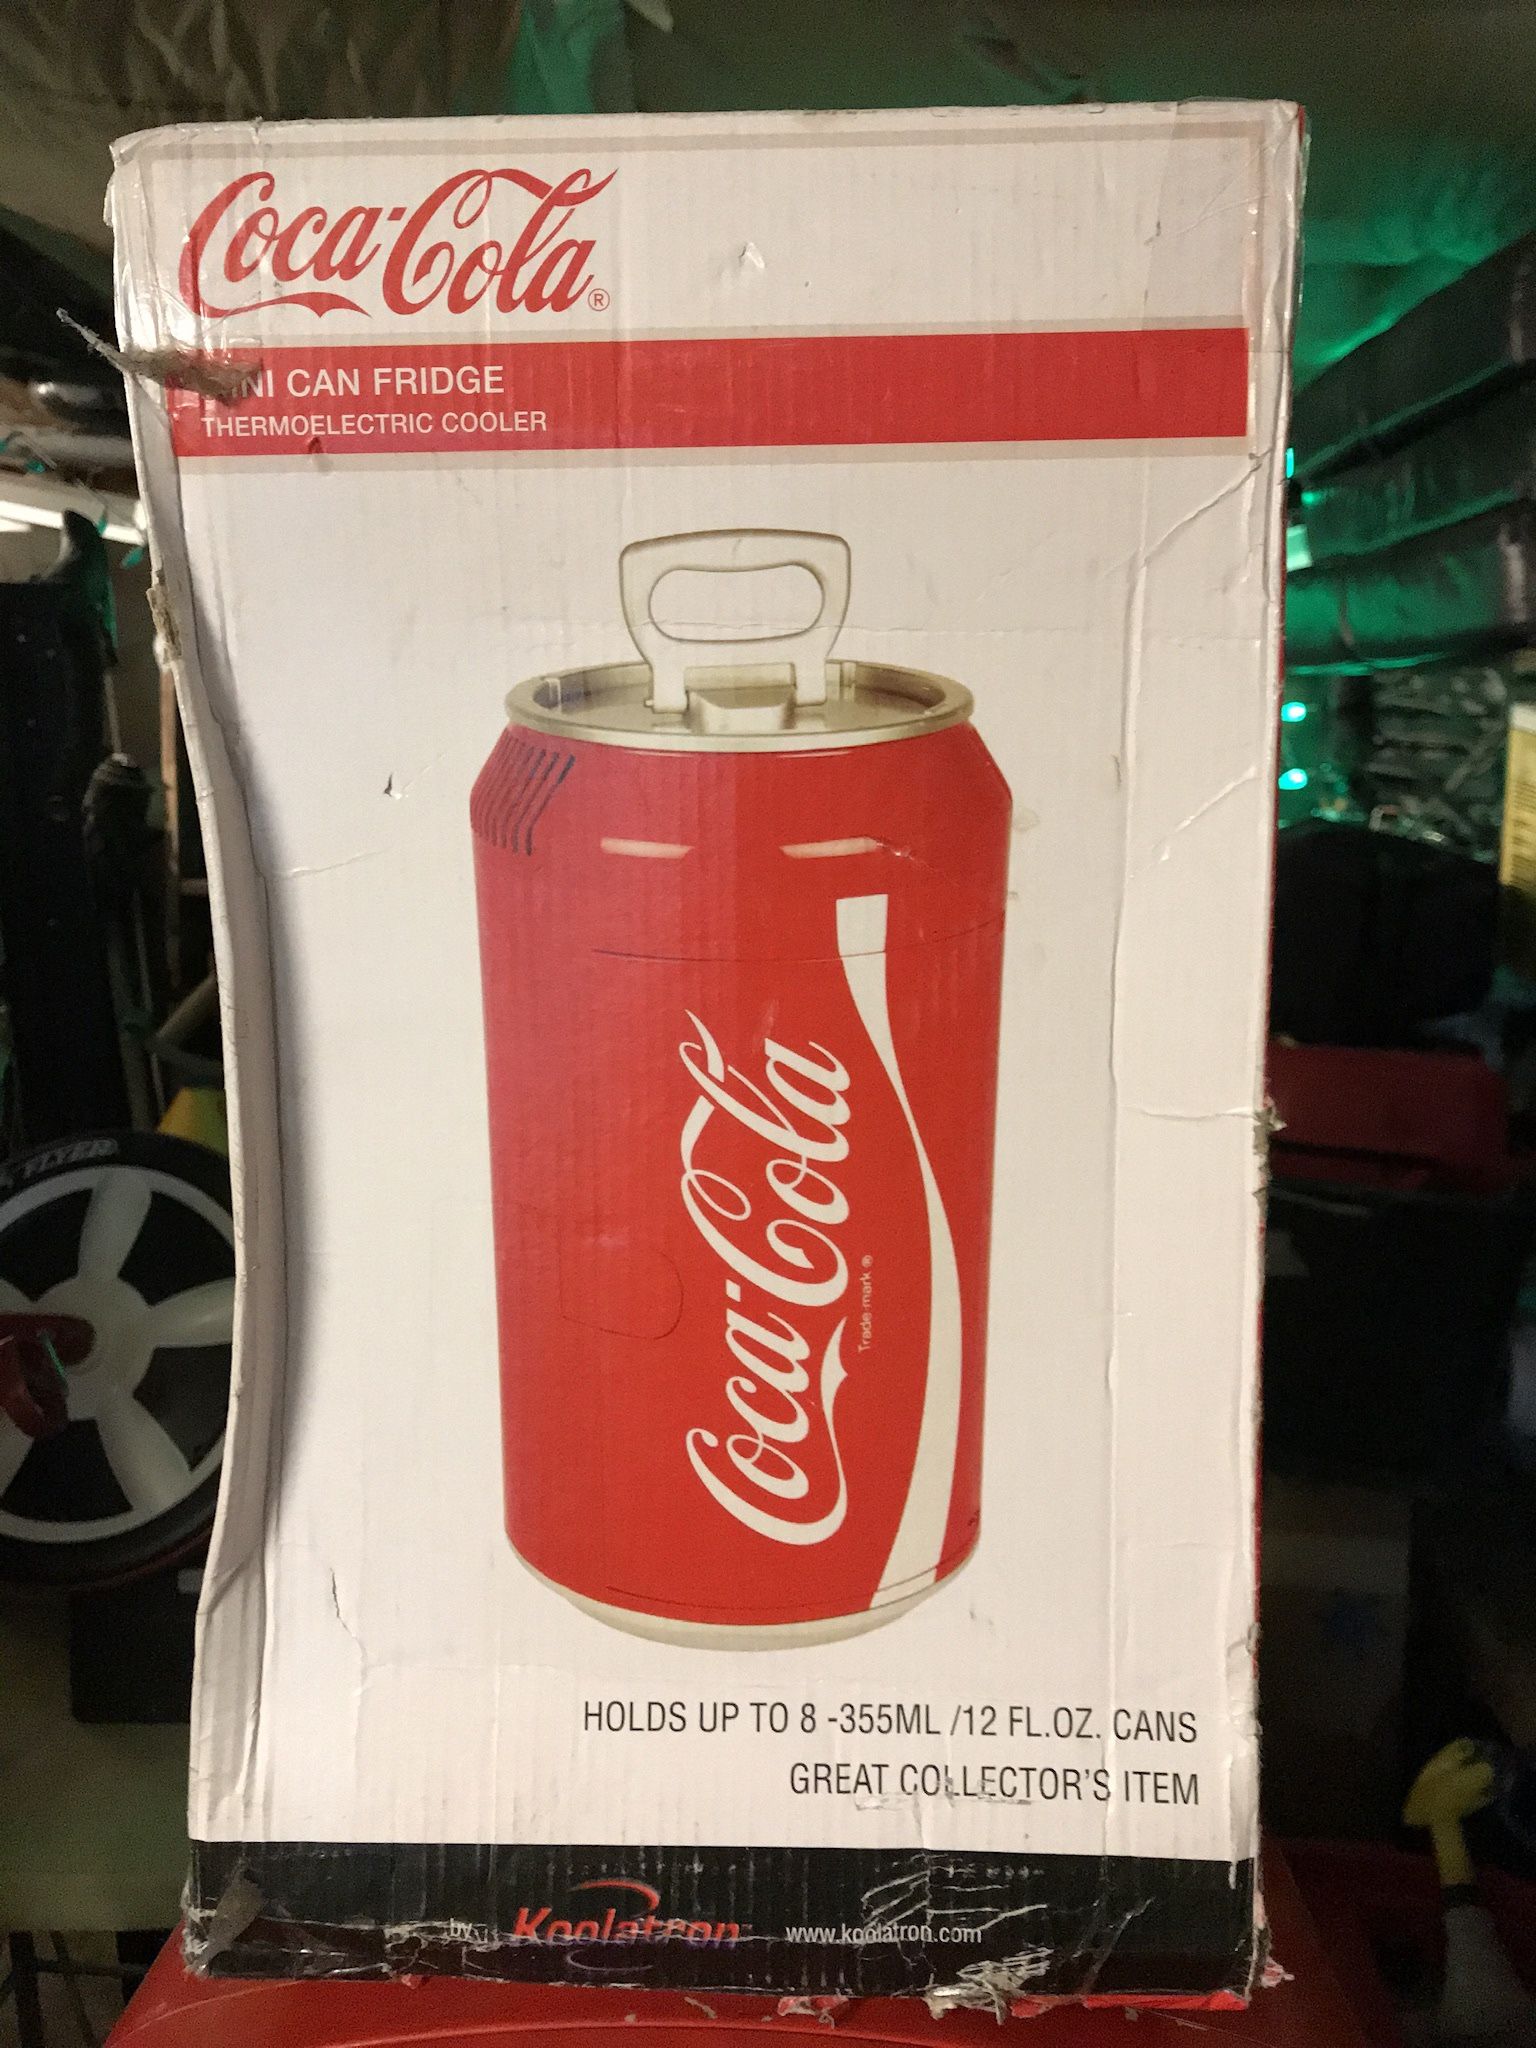 Coca-Cola®
CAN FRIDGE
THERMOELECTRIC COOLER
Coca-Cola
Trade-mark ®
HOLDS UP TO 8 -355ML /12 FL.OZ. CANS
GREAT COLLECTOR'S ITEM
by Koolatron www.koolatron.com
FLYER